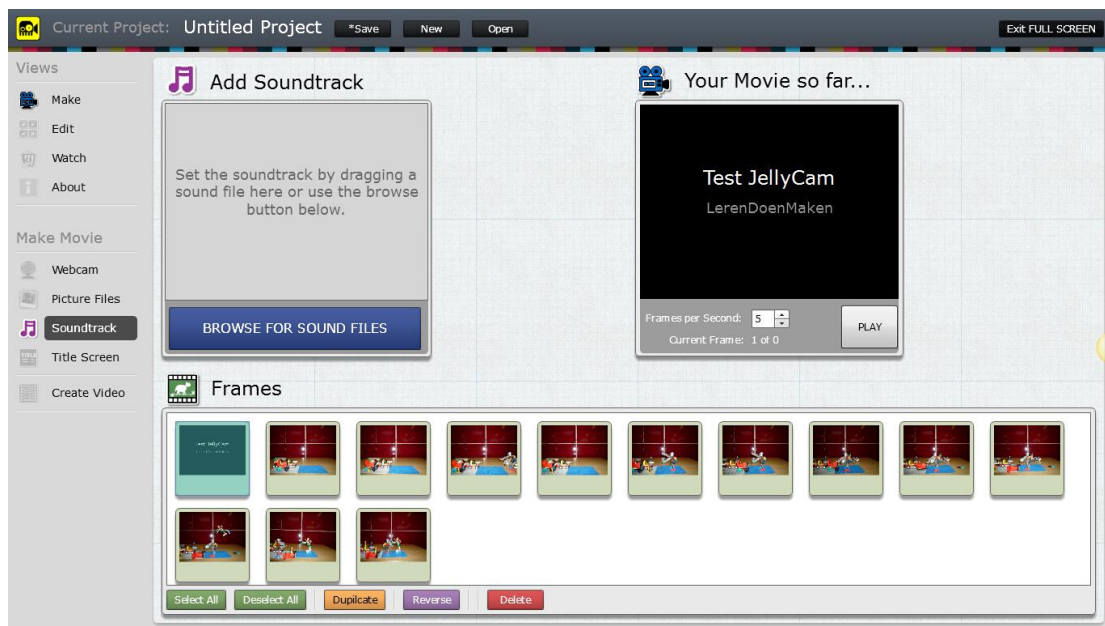 Current Project: Untitled Project *Save New Open Exit FULL SCREEN
Views
Make
Edit
Watch
About
Make Movie
Webcam
Picture Files
Soundtrack
Title Screen
Create Video
Add Soundtrack
Set the soundtrack by dragging a
sound file here or use the browse
button below.
BROWSE FOR SOUND FILES
Your Movie so far...
Test JellyCam
LerenDoenMaken
Frames per Second: 5
Current Frame: 1 of 0
PLAY
Frames
Select All Deselect All Dupilcate Reverse Delete